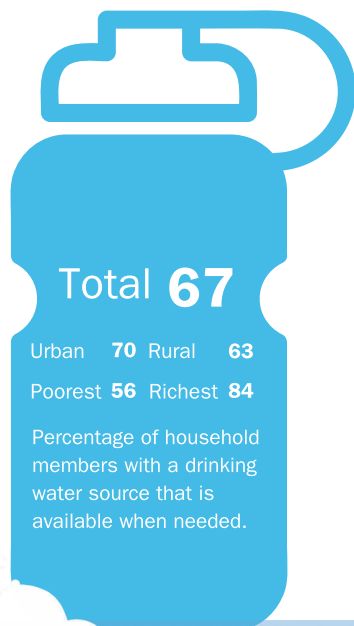 Total 67
Urban 70 Rural 63
Poorest 56 Richest 84
Percentage of household
members with a drinking
water source that is
available when needed.